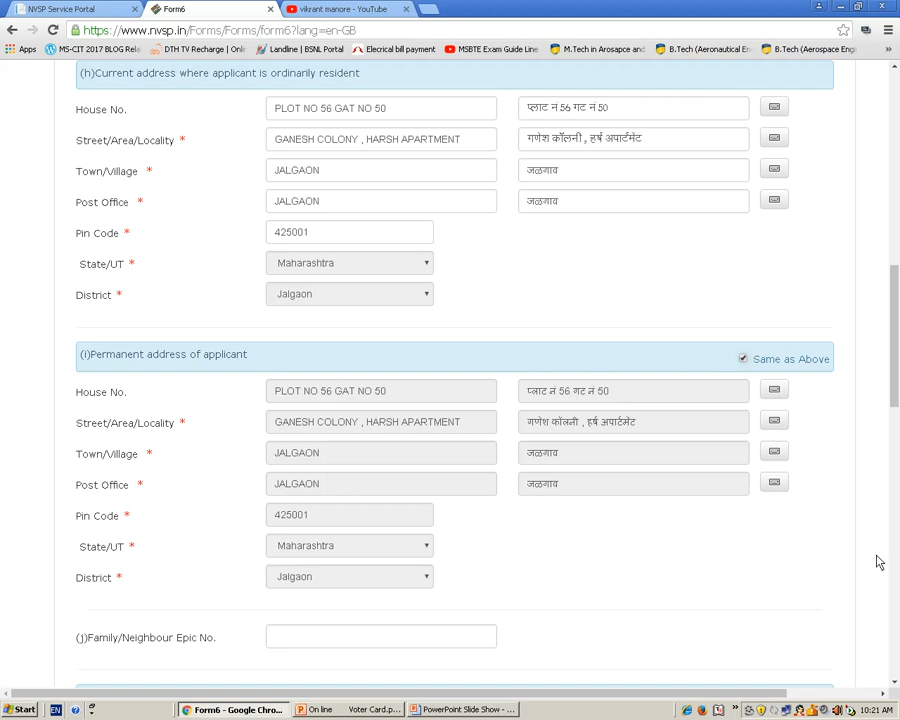 NVSP Service Portal
Form6
vikrant manore - YouTube
https://www.nvsp.in/Forms/Forms/form6?lang=en-GB
Apps
MS-CIT 2017 BLOG Rela
DTH TV Recharge | Onlin
Landline | BSNL Portal
Elecrical bill payment
MSBTE Exam Guide Line
M.Tech in Arosapce and
B.Tech (Aeronautical En
B.Tech (Aerospace Engi
(h)Current address where applicant is ordinarily resident
House No. PLOT NO 56 GAT NO 50 प्लाट नं 56 गट नं 50
Street/Area/Locality * GANESH COLONY , HARSH APARTMENT गणेश कॉलनी , हर्ष अपार्टमेंट
Town/Village * JALGAON जळगाव
Post Office * JALGAON जळगाव
Pin Code * 425001
State/UT * Maharashtra
District * Jalgaon
(i)Permanent address of applicant Same as Above
House No. PLOT NO 56 GAT NO 50 प्लाट नं 56 गट नं 50
Street/Area/Locality * GANESH COLONY , HARSH APARTMENT गणेश कॉलनी , हर्ष अपार्टमेंट
Town/Village * JALGAON जळगाव
Post Office * JALGAON जळगाव
Pin Code * 425001
State/UT * Maharashtra
District * Jalgaon
(j)Family/Neighbour Epic No.
Start
EN
Form6 - Google Chro...
On line Voter Card.p...
PowerPoint Slide Show - ...
10:21 AM